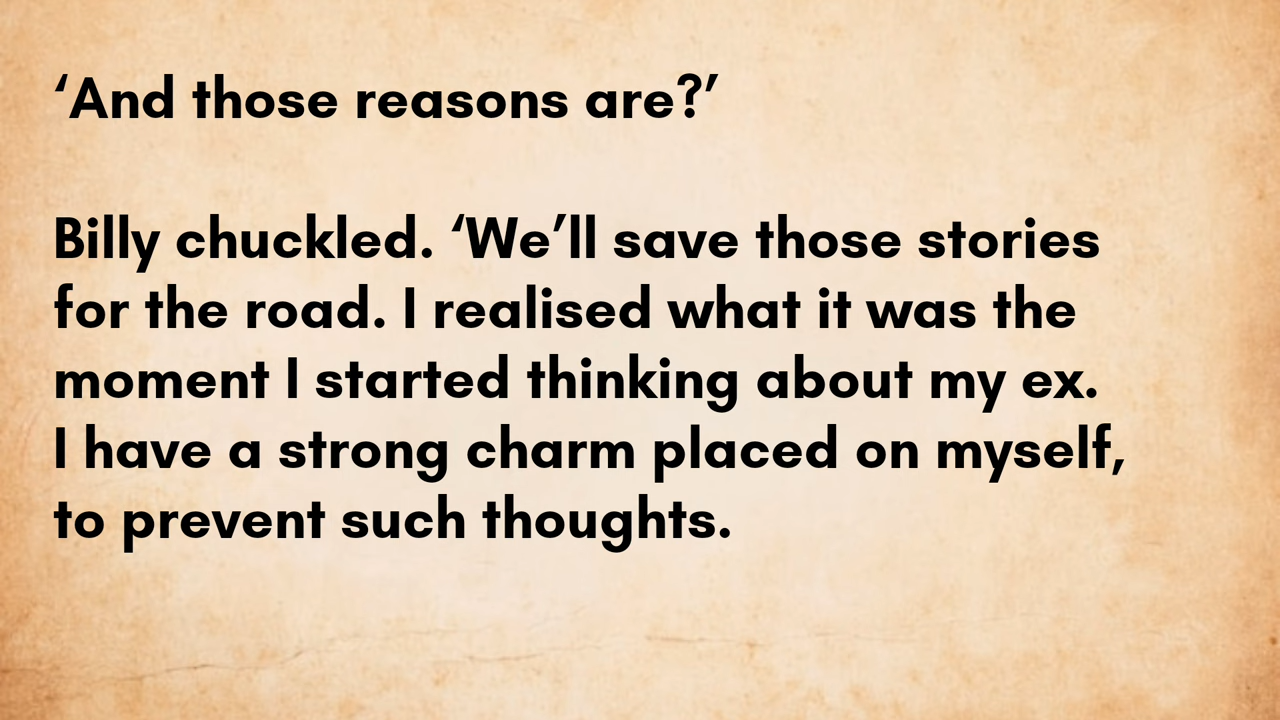 ‘And those reasons are?’
Billy chuckled. ‘We’ll save those stories
for the road. I realised what it was the
moment I started thinking about my ex.
I have a strong charm placed on myself,
to prevent such thoughts.